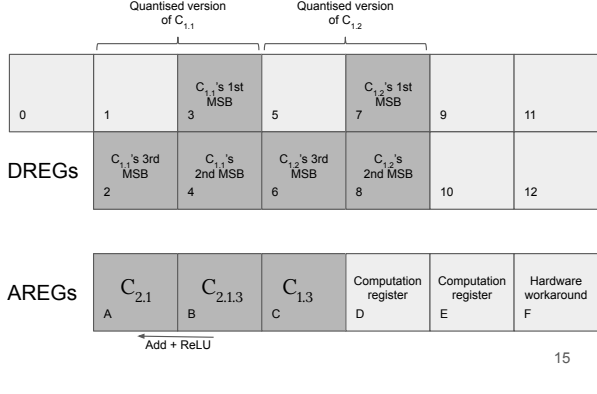 Quantised version
of C1.1
Quantised version
of C1.2
0
1
C1.1's 1st
MSB
3
5
C1.2's 1st
MSB
7
9
11
DREGs
C1.1's 3rd
MSB
2
C1.1's
2nd MSB
4
C1.2's 3rd
MSB
6
C1.2's
2nd MSB
8
10
12
AREGs
C2.1
A
C2.1.3
B
C1.3
C
Computation
register
D
Computation
register
E
Hardware
workaround
F
Add + ReLU
15